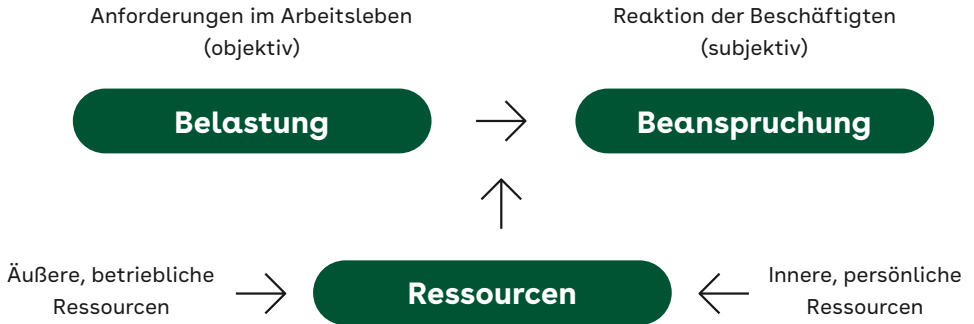 Anforderungen im Arbeitsleben
(objektiv)
Reaktion der Beschäftigten
(subjektiv)
Belastung
Beanspruchung
Äußere, betriebliche
Ressourcen
Ressourcen
Innere, persönliche
Ressourcen